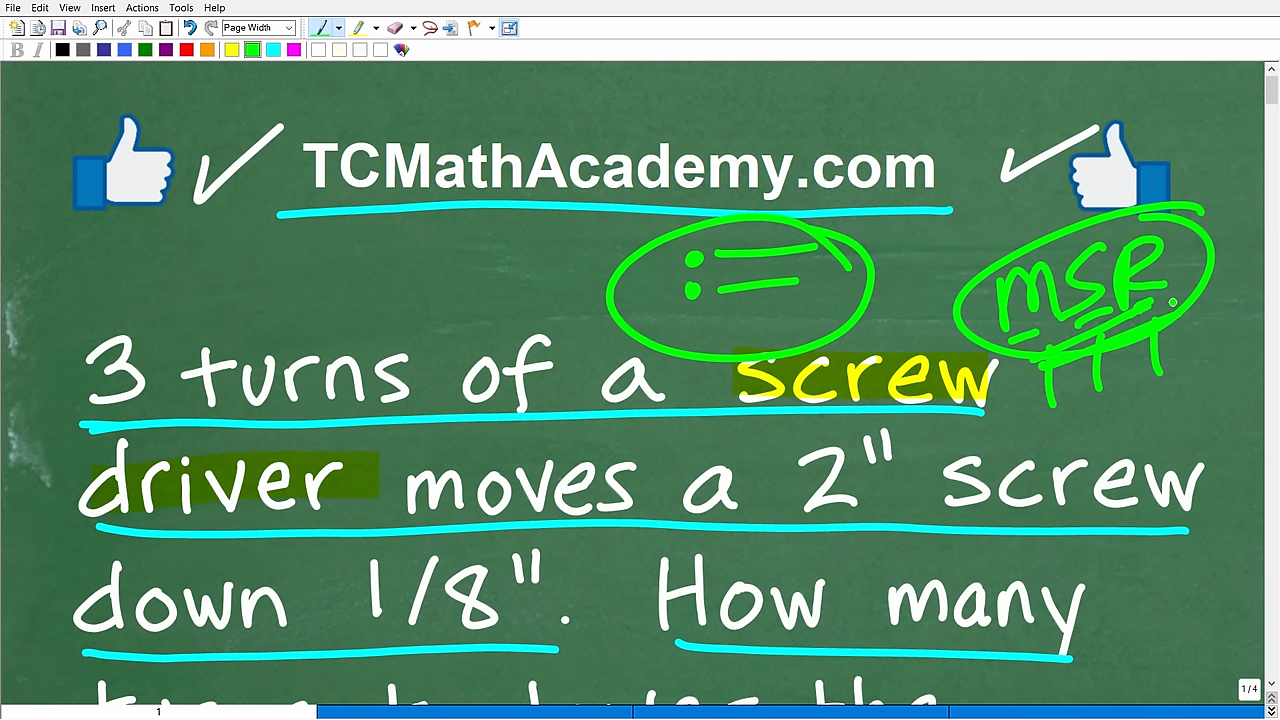 File Edit View Insert Actions Tools Help
Page Width
B I
TCMathAcademy.com
MSR
3 turns of a screw
driver moves a 2" screw
down 1/8". How many
1/4
1